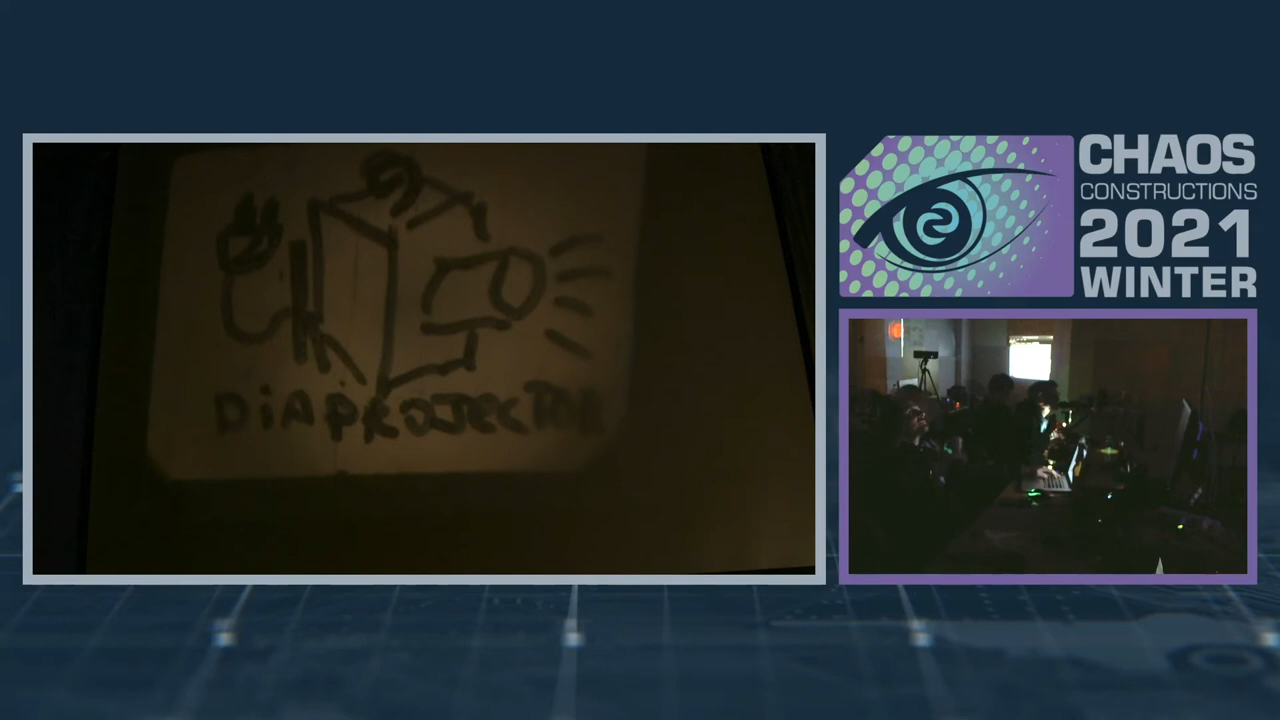 DiAPROJECTOR
CHAOS
CONSTRUCTIONS
2021
WINTER